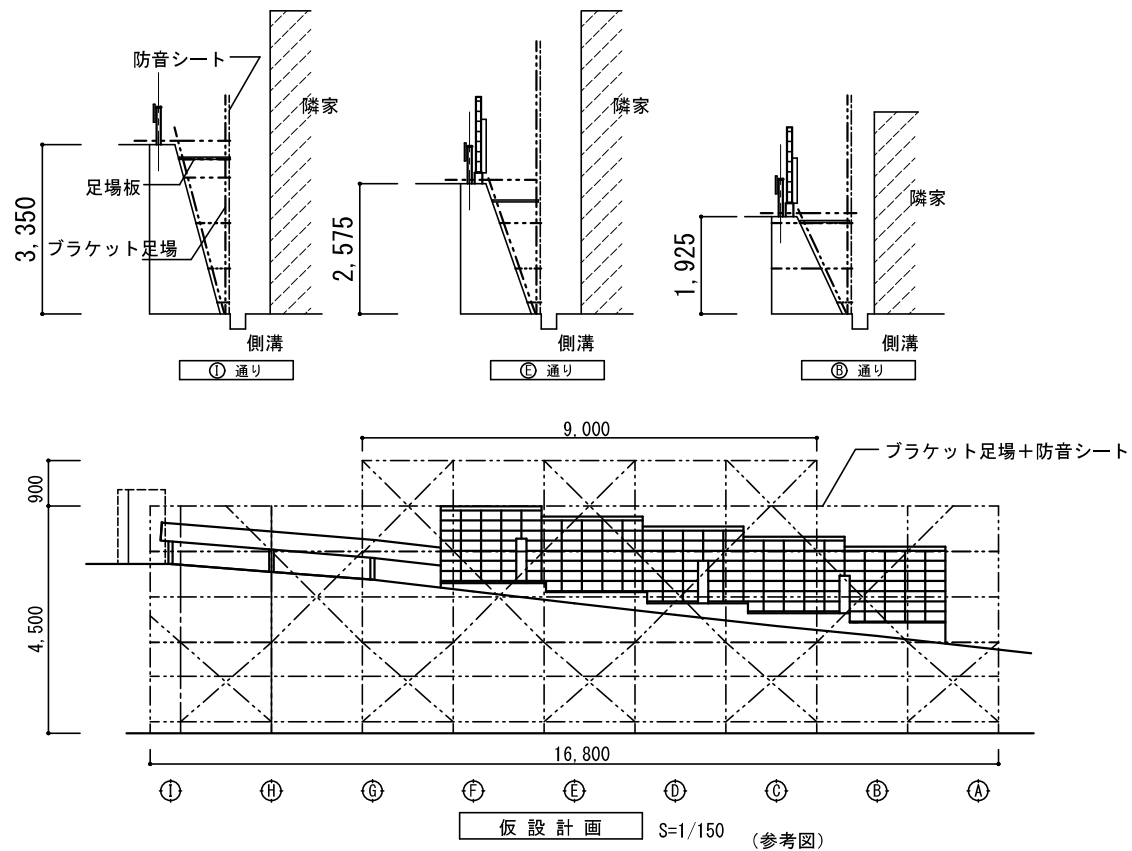 防音シート
隣家
足場板
3,350
ブラケット足場
側溝
Ⓘ 通り
隣家
2,575
側溝
Ⓔ 通り
隣家
1,925
側溝
Ⓑ 通り
9,000
ブラケット足場＋防音シート
900
4,500
16,800
Ⓘ Ⓗ Ⓖ Ⓕ Ⓔ Ⓓ Ⓒ Ⓑ Ⓐ
仮設計画 S=1/150 (参考図)